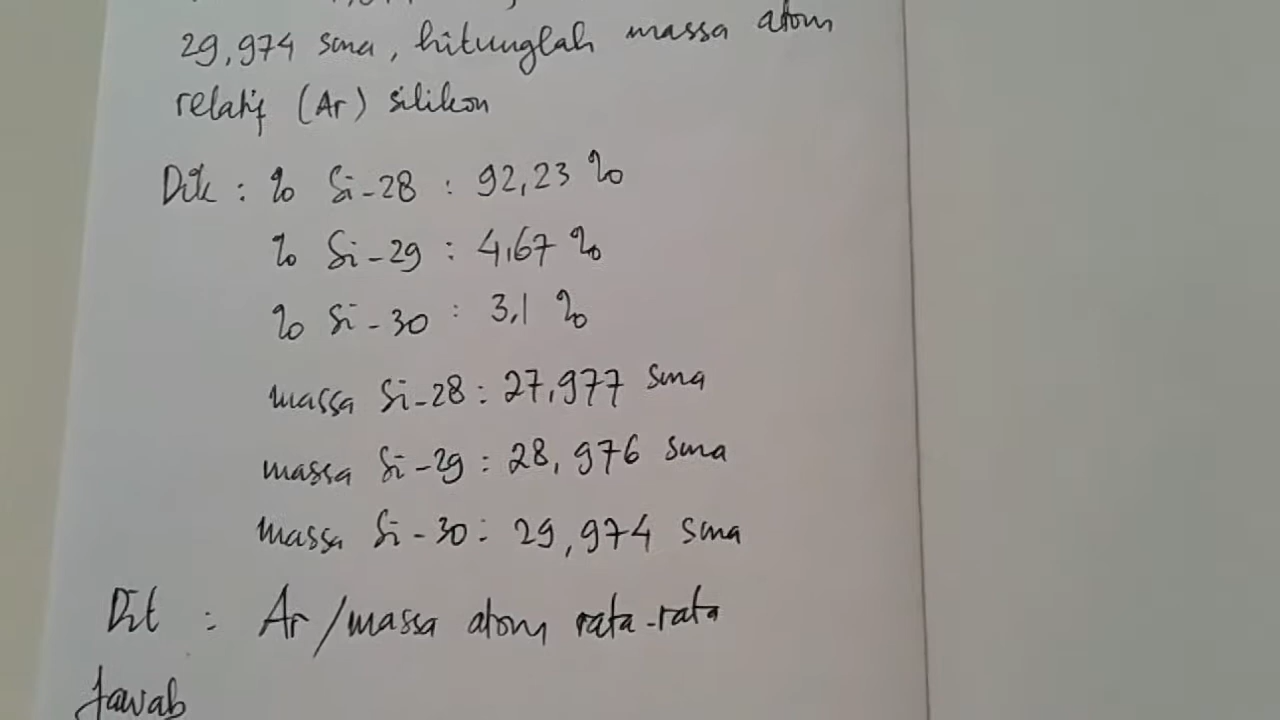 29,974 sma, hitunglah massa atom
relatif (Ar) silikon
Dik : % Si-28 : 92,23 %
% Si-29 : 4,67 %
% Si-30 : 3,1 %
massa Si-28 : 27,977 sma
massa Si-29 : 28,976 sma
massa Si-30 : 29,974 sma
Dit : Ar/massa atom rata-rata
Jawab